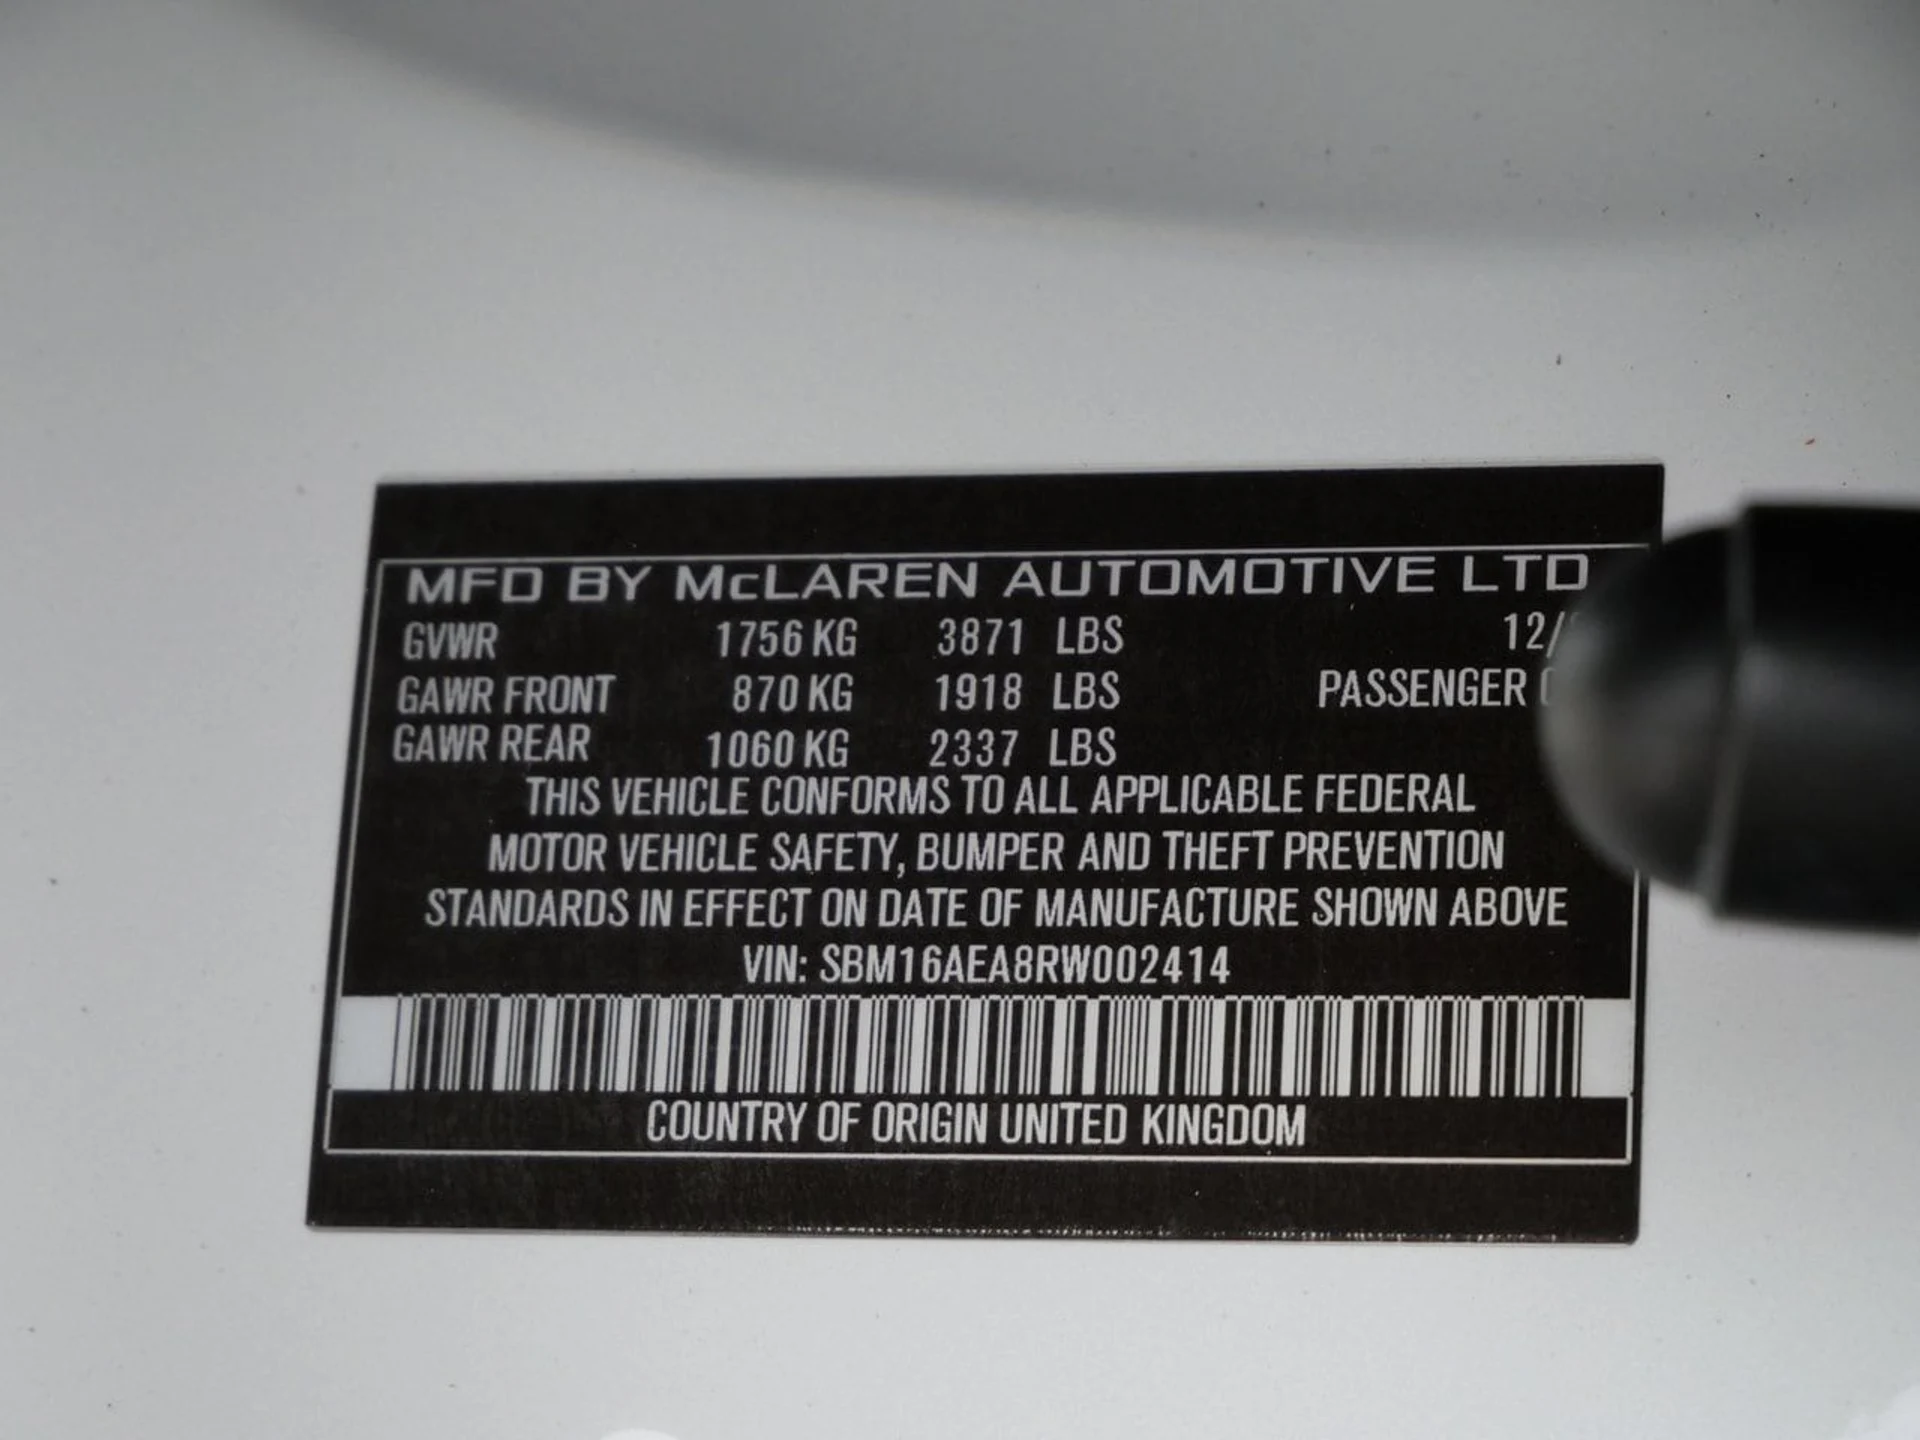 MFD BY McLAREN AUTOMOTIVE LTD
GVWR 1756 KG 3871 LBS 12/
GAWR FRONT 870 KG 1918 LBS PASSENGER
GAWR REAR 1060 KG 2337 LBS
THIS VEHICLE CONFORMS TO ALL APPLICABLE FEDERAL
MOTOR VEHICLE SAFETY, BUMPER AND THEFT PREVENTION
STANDARDS IN EFFECT ON DATE OF MANUFACTURE SHOWN ABOVE
VIN: SBM16AEA8RW002414
COUNTRY OF ORIGIN UNITED KINGDOM